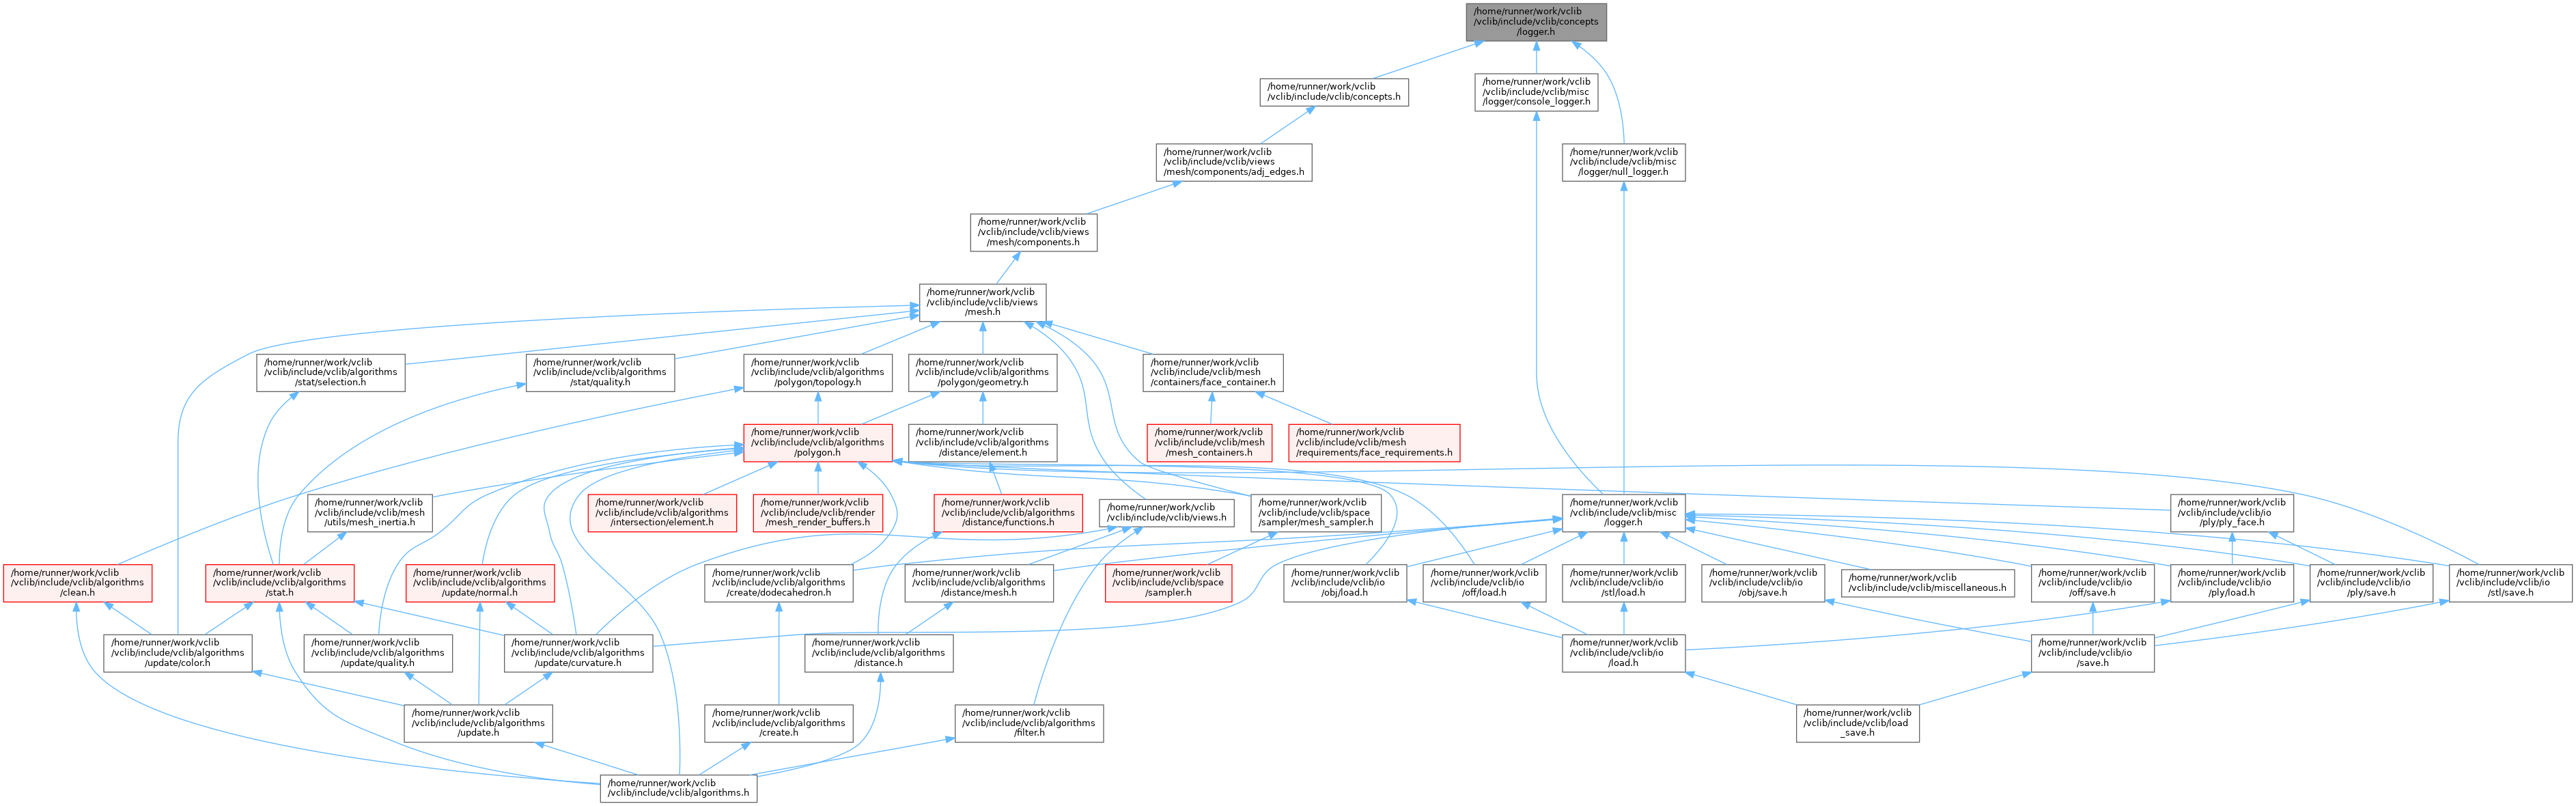 /home/runner/work/vclib
/vclib/include/vclib/concepts
/logger.h
/home/runner/work/vclib
/vclib/include/vclib/concepts.h
/home/runner/work/vclib
/vclib/include/vclib/misc
/logger/console_logger.h
/home/runner/work/vclib
/vclib/include/vclib/views
/mesh/components/adj_edges.h
/home/runner/work/vclib
/vclib/include/vclib/misc
/logger/null_logger.h
/home/runner/work/vclib
/vclib/include/vclib/views
/mesh/components.h
/home/runner/work/vclib
/vclib/include/vclib/views
/mesh.h
/home/runner/work/vclib
/vclib/include/vclib/algorithms
/stat/selection.h
/home/runner/work/vclib
/vclib/include/vclib/algorithms
/stat/quality.h
/home/runner/work/vclib
/vclib/include/vclib/algorithms
/polygon/topology.h
/home/runner/work/vclib
/vclib/include/vclib/algorithms
/polygon/geometry.h
/home/runner/work/vclib
/vclib/include/vclib/mesh
/containers/face_container.h
/home/runner/work/vclib
/vclib/include/vclib/algorithms
/polygon.h
/home/runner/work/vclib
/vclib/include/vclib/algorithms
/distance/element.h
/home/runner/work/vclib
/vclib/include/vclib/mesh
/mesh_containers.h
/home/runner/work/vclib
/vclib/include/vclib/mesh
/requirements/face_requirements.h
/home/runner/work/vclib
/vclib/include/vclib/mesh
/utils/mesh_inertia.h
/home/runner/work/vclib
/vclib/include/vclib/algorithms
/intersection/element.h
/home/runner/work/vclib
/vclib/include/vclib/render
/mesh_render_buffers.h
/home/runner/work/vclib
/vclib/include/vclib/algorithms
/distance/functions.h
/home/runner/work/vclib
/vclib/include/vclib/views.h
/home/runner/work/vclib
/vclib/include/vclib/space
/sampler/mesh_sampler.h
/home/runner/work/vclib
/vclib/include/vclib/misc
/logger.h
/home/runner/work/vclib
/vclib/include/vclib/io
/ply/ply_face.h
/home/runner/work/vclib
/vclib/include/vclib/algorithms
/clean.h
/home/runner/work/vclib
/vclib/include/vclib/algorithms
/stat.h
/home/runner/work/vclib
/vclib/include/vclib/algorithms
/update/normal.h
/home/runner/work/vclib
/vclib/include/vclib/algorithms
/create/dodecahedron.h
/home/runner/work/vclib
/vclib/include/vclib/algorithms
/distance/mesh.h
/home/runner/work/vclib
/vclib/include/vclib/space
/sampler.h
/home/runner/work/vclib
/vclib/include/vclib/io
/obj/load.h
/home/runner/work/vclib
/vclib/include/vclib/io
/off/load.h
/home/runner/work/vclib
/vclib/include/vclib/io
/stl/load.h
/home/runner/work/vclib
/vclib/include/vclib/io
/obj/save.h
/home/runner/work/vclib
/vclib/include/vclib/miscellaneous.h
/home/runner/work/vclib
/vclib/include/vclib/io
/off/save.h
/home/runner/work/vclib
/vclib/include/vclib/io
/ply/load.h
/home/runner/work/vclib
/vclib/include/vclib/io
/ply/save.h
/home/runner/work/vclib
/vclib/include/vclib/io
/stl/save.h
/home/runner/work/vclib
/vclib/include/vclib/algorithms
/update/color.h
/home/runner/work/vclib
/vclib/include/vclib/algorithms
/update/quality.h
/home/runner/work/vclib
/vclib/include/vclib/algorithms
/update/curvature.h
/home/runner/work/vclib
/vclib/include/vclib/algorithms
/distance.h
/home/runner/work/vclib
/vclib/include/vclib/io
/load.h
/home/runner/work/vclib
/vclib/include/vclib/io
/save.h
/home/runner/work/vclib
/vclib/include/vclib/algorithms
/update.h
/home/runner/work/vclib
/vclib/include/vclib/algorithms
/create.h
/home/runner/work/vclib
/vclib/include/vclib/algorithms
/filter.h
/home/runner/work/vclib
/vclib/include/vclib/load
_save.h
/home/runner/work/vclib
/vclib/include/vclib/algorithms.h